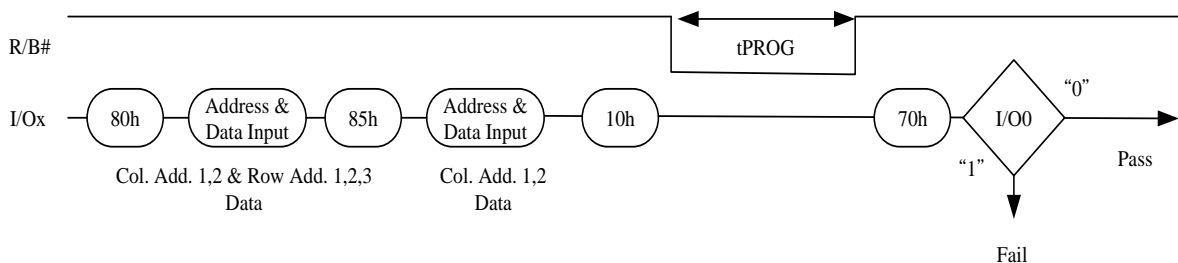 R/B#
tPROG
I/Ox
80h
Address &
Data Input
85h
Address &
Data Input
10h
70h
I/O0
“0”
“1”
Pass
Col. Add. 1,2 & Row Add. 1,2,3
Data
Col. Add. 1,2
Data
Fail